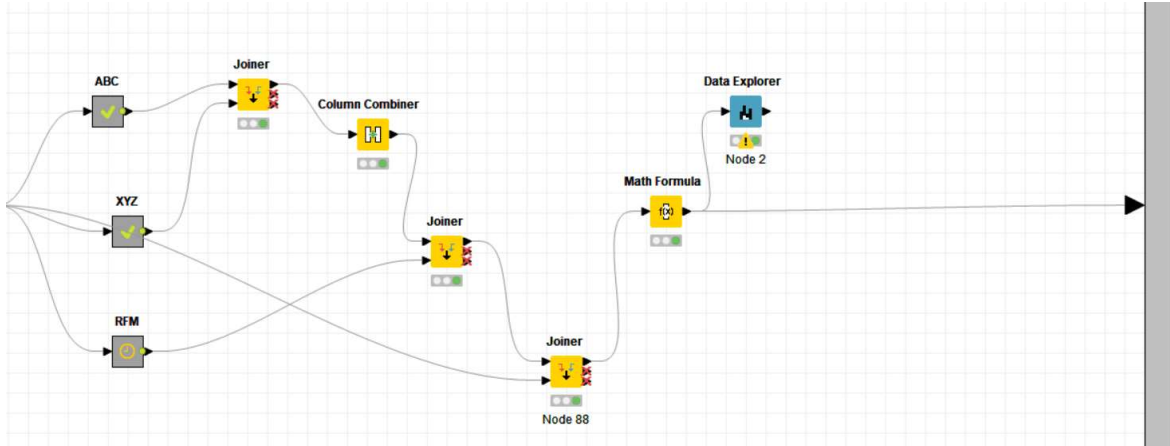 Joiner
ABC
Data Explorer
Column Combiner
Node 2
Math Formula
f(x)
XYZ
Joiner
RFM
Joiner
Node 88